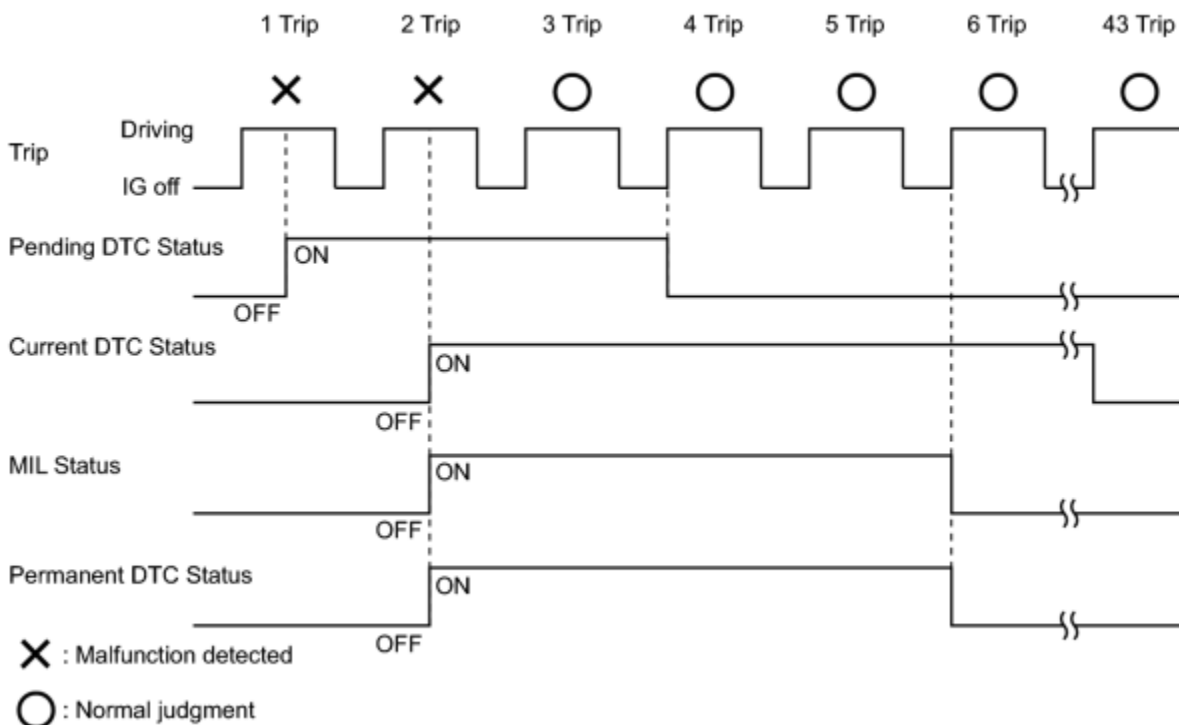 1 Trip 2 Trip 3 Trip 4 Trip 5 Trip 6 Trip 43 Trip
Driving
Trip
IG off
Pending DTC Status
ON
OFF
Current DTC Status
ON
OFF
MIL Status
ON
OFF
Permanent DTC Status
ON
OFF
: Malfunction detected
: Normal judgment